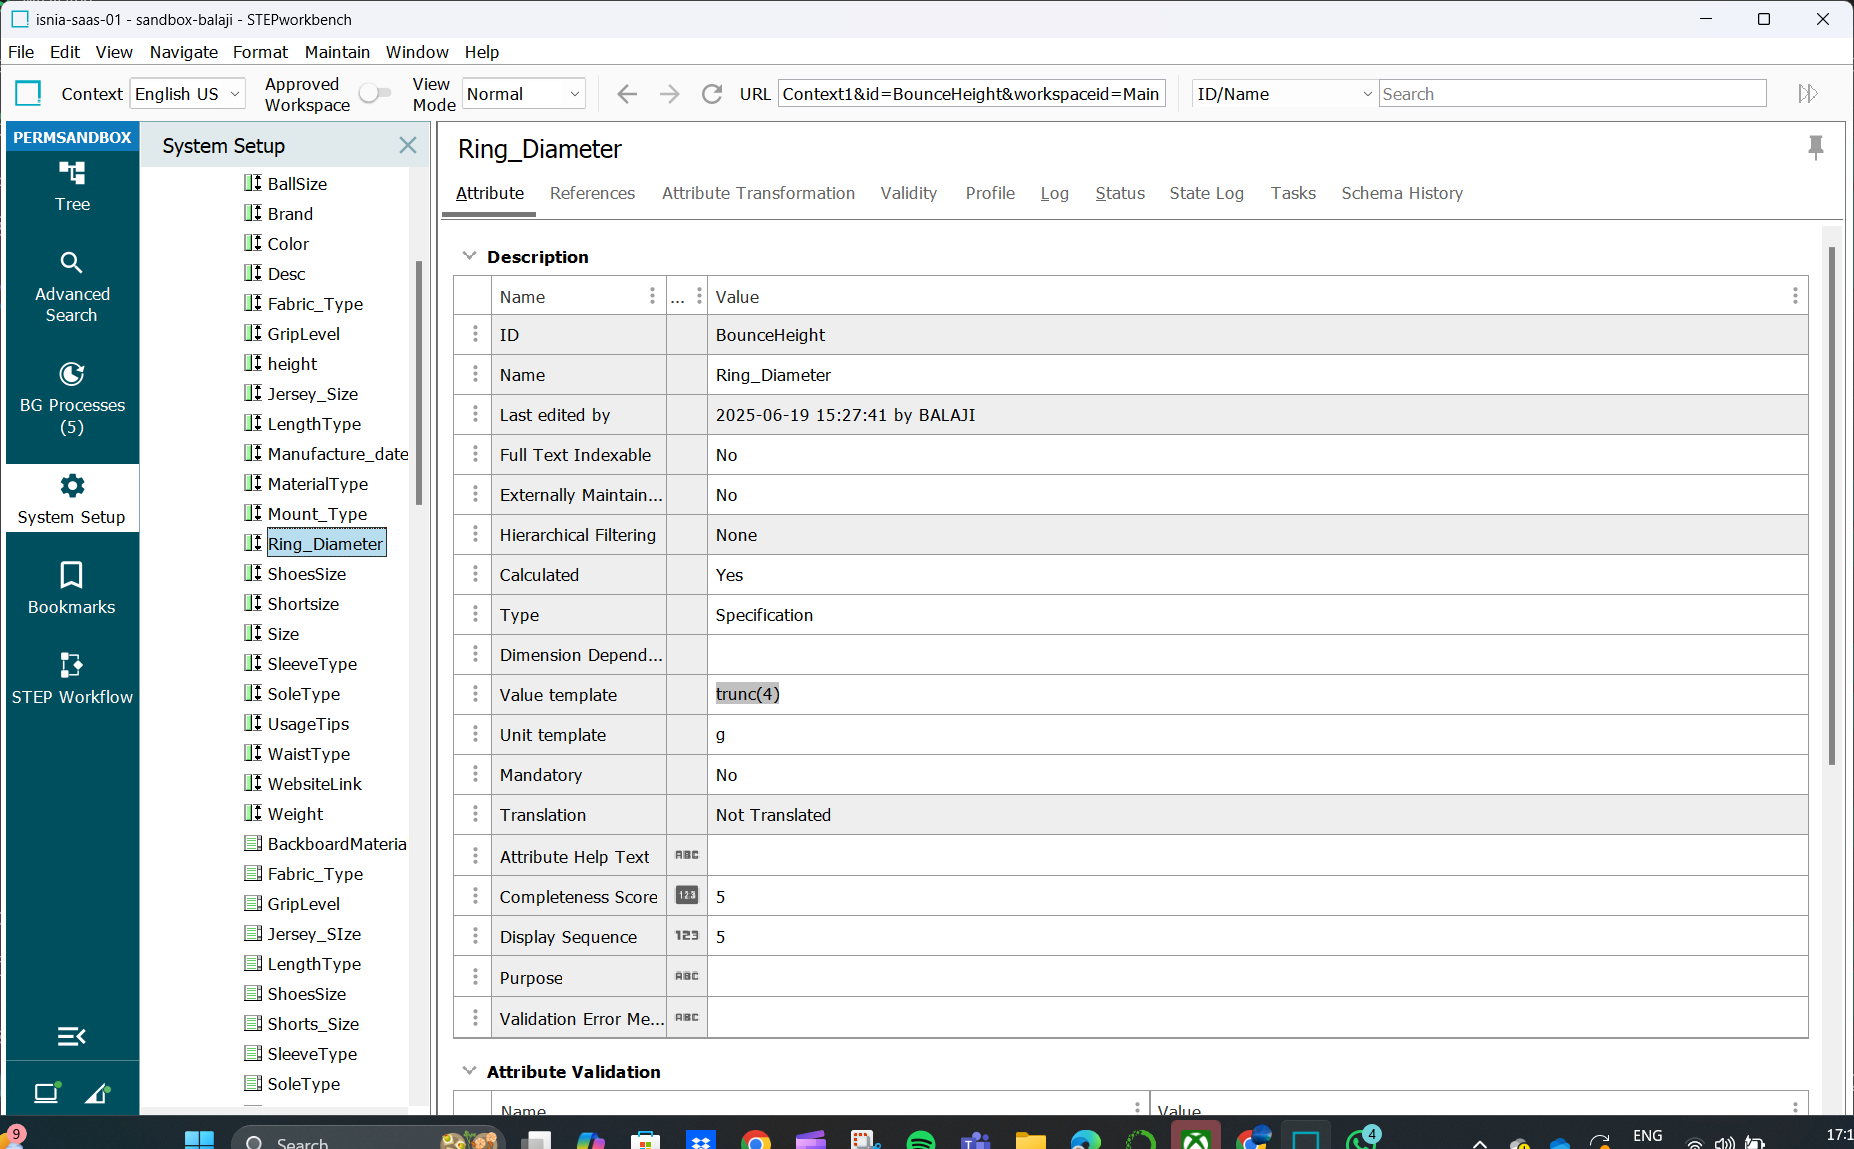 isnia-saas-01 - sandbox-balaji - STEPworkbench
File Edit View Navigate Format Maintain Window Help
Context English US Approved Workspace View Mode Normal URL Context1&id=BounceHeight&workspaceid=Main ID/Name Search
PERMSANDBOX
Tree
Advanced
Search
BG Processes
(5)
System Setup
Bookmarks
STEP Workflow
System Setup
BallSize
Brand
Color
Desc
Fabric_Type
GripLevel
height
Jersey_Size
LengthType
Manufacture_date
MaterialType
Mount_Type
Ring_Diameter
ShoesSize
Shortsize
Size
SleeveType
SoleType
UsageTips
WaistType
WebsiteLink
Weight
BackboardMateria
Fabric_Type
GripLevel
Jersey_SIze
LengthType
ShoesSize
Shorts_Size
SleeveType
SoleType
Ring_Diameter
Attribute References Attribute Transformation Validity Profile Log Status State Log Tasks Schema History
Description
Name ... Value
ID BounceHeight
Name Ring_Diameter
Last edited by 2025-06-19 15:27:41 by BALAJI
Full Text Indexable No
Externally Maintain... No
Hierarchical Filtering None
Calculated Yes
Type Specification
Dimension Depend...
Value template trunc(4)
Unit template g
Mandatory No
Translation Not Translated
Attribute Help Text ABC
Completeness Score 123 5
Display Sequence 123 5
Purpose ABC
Validation Error Me... ABC
Attribute Validation
Name Value
9
Search
4
ENG
17:1